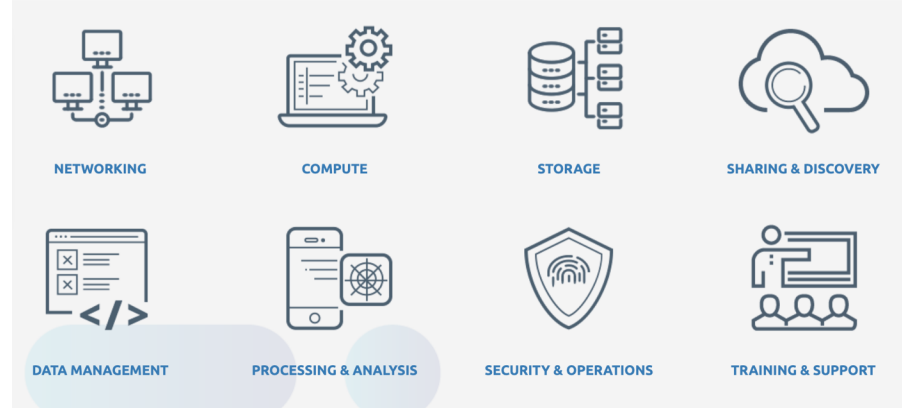 NETWORKING
COMPUTE
STORAGE
SHARING & DISCOVERY
DATA MANAGEMENT
PROCESSING & ANALYSIS
SECURITY & OPERATIONS
TRAINING & SUPPORT